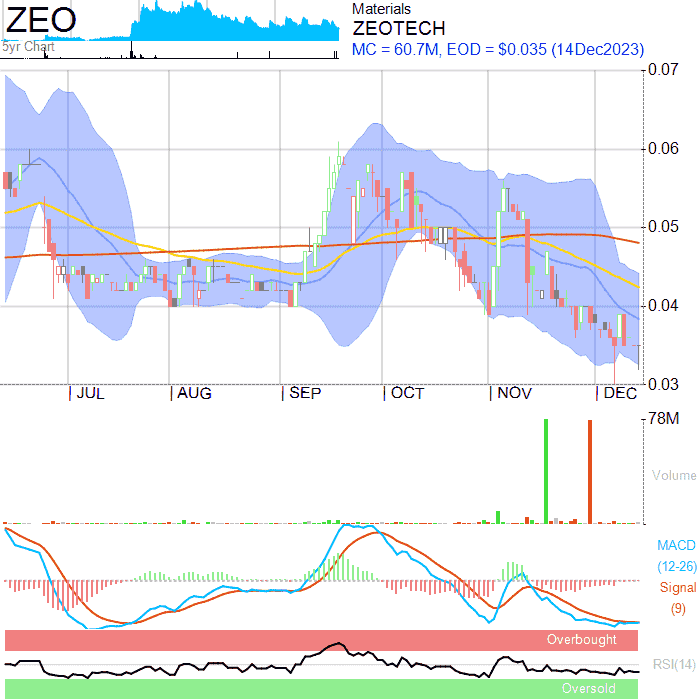 ZEO
5yr Chart
Materials
ZEOTECH
MC = 60.7M, EOD = $0.035 (14Dec2023)
0.07
0.06
0.05
0.04
0.03
JUL AUG SEP OCT NOV DEC
78M
Volume
MACD
(12-26)
Signal
(9)
Overbought
RSI(14)
Oversold